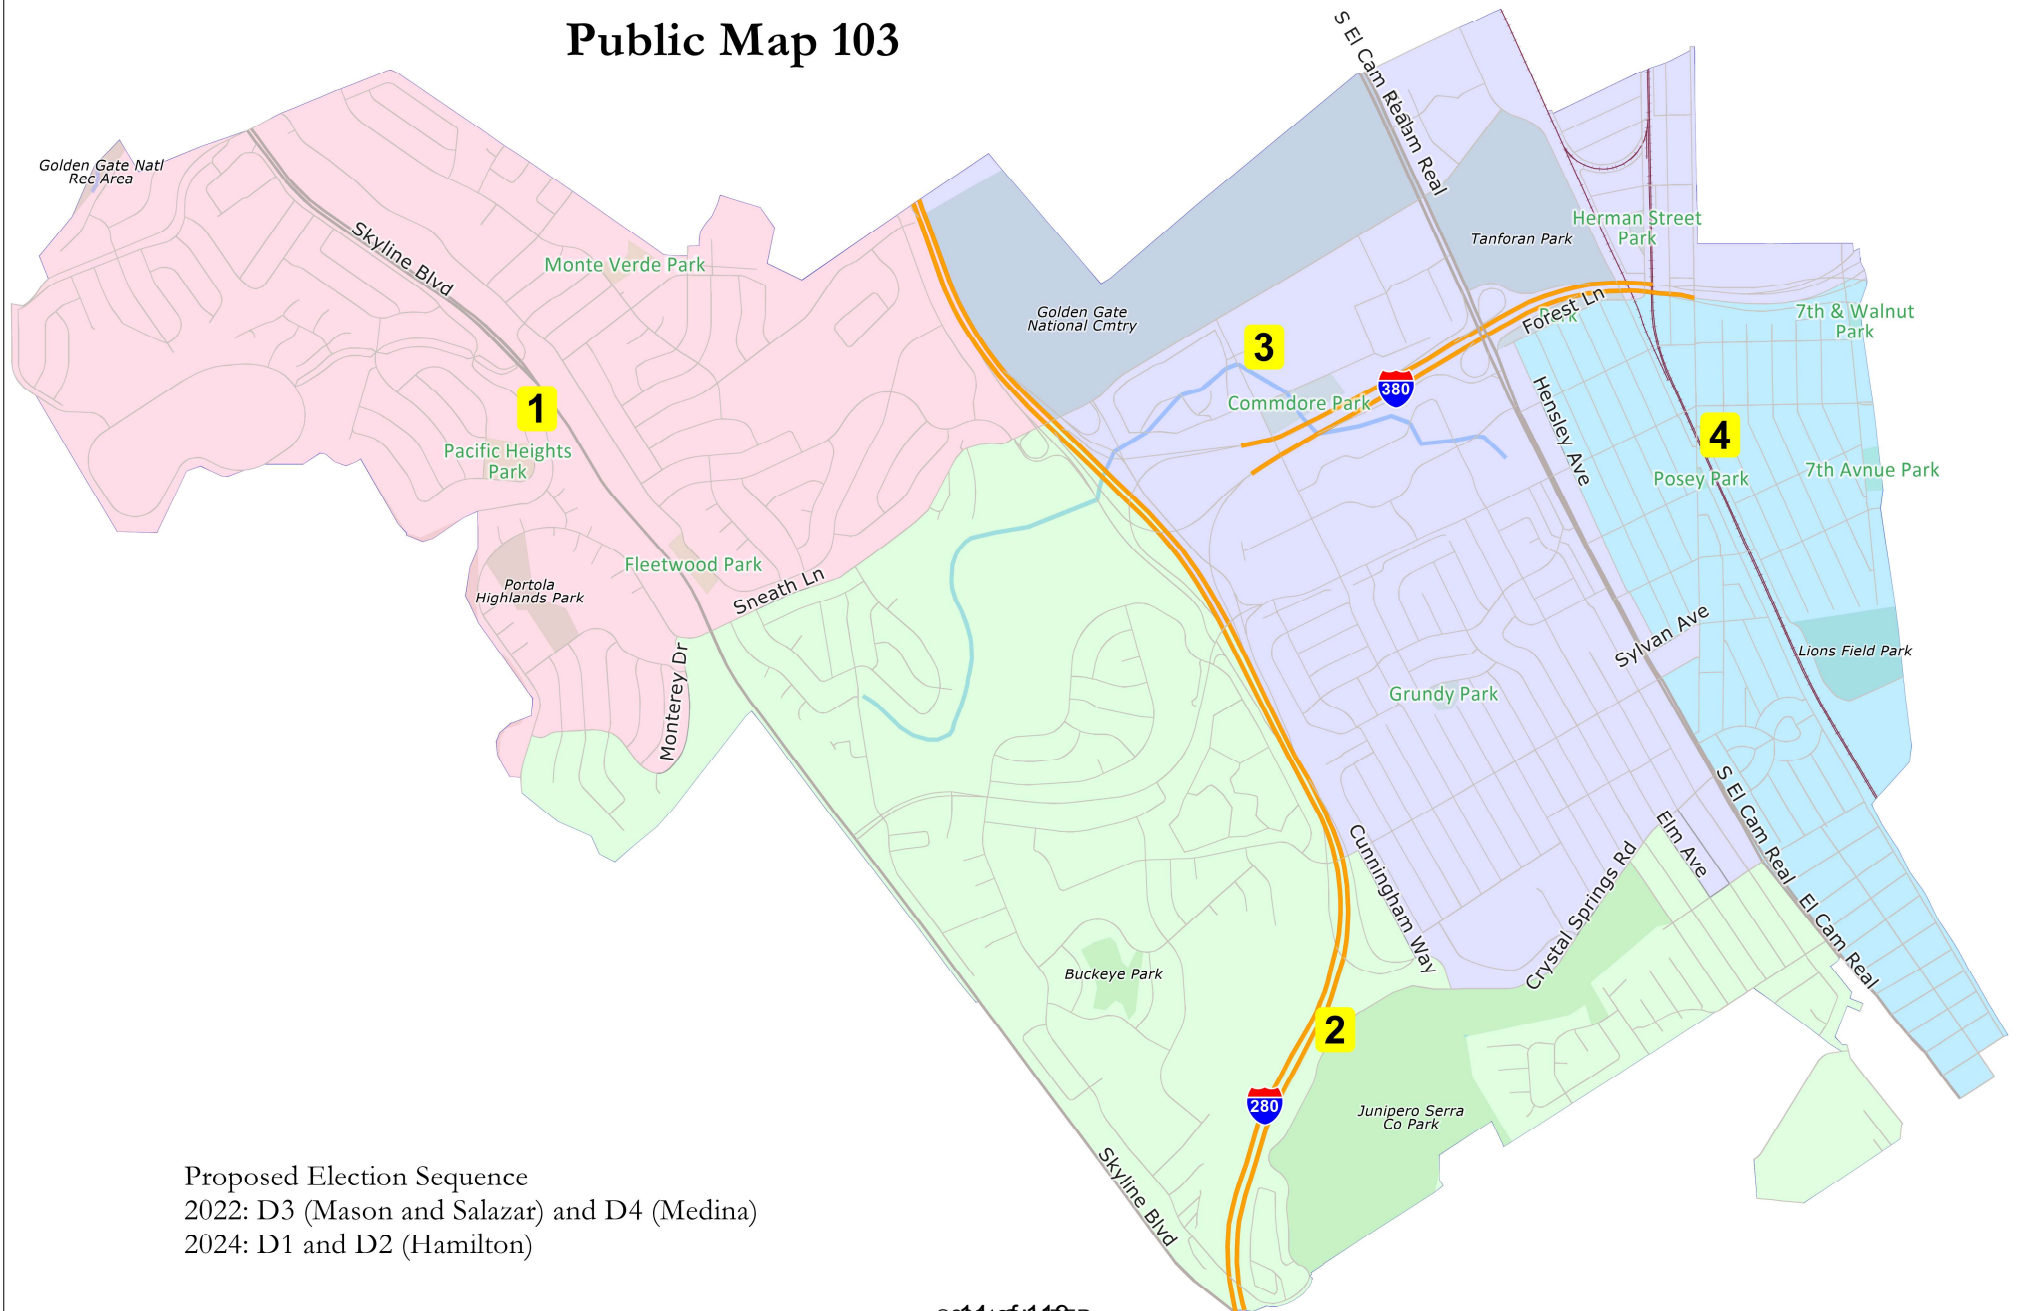 Public Map 103
S El Cam Real
Cam Real
Golden Gate Natl
Rec Area
Skyline Blvd
Monte Verde Park
Herman Street
Park
Tanforan Park
Golden Gate
National Cmtry
Forest Ln
Park
7th & Walnut
Park
3
380
Commdore Park
1
Hensley Ave
4
Pacific Heights
Park
Posey Park
7th Avnue Park
Fleetwood Park
Sneath Ln
Portola
Highlands Park
Sylvan Ave
Lions Field Park
Monterey Dr
Grundy Park
S El Cam Real
Cunningham Way
Crystal Springs Rd
Elm Ave
El Cam Real
Buckeye Park
2
280
Junipero Serra
Co Park
Skyline Blvd
Proposed Election Sequence
2022: D3 (Mason and Salazar) and D4 (Medina)
2024: D1 and D2 (Hamilton)